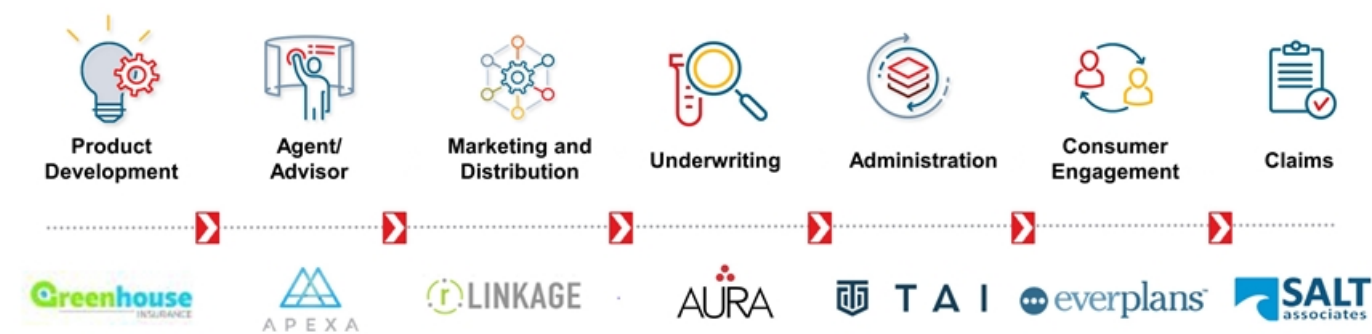 Product
Development
Agent/
Advisor
Marketing and
Distribution
Underwriting
Administration
Consumer
Engagement
Claims
Greenhouse
INSURANCE
APEXA
r LINKAGE
AURA
TAI
everplans
SALT
associates